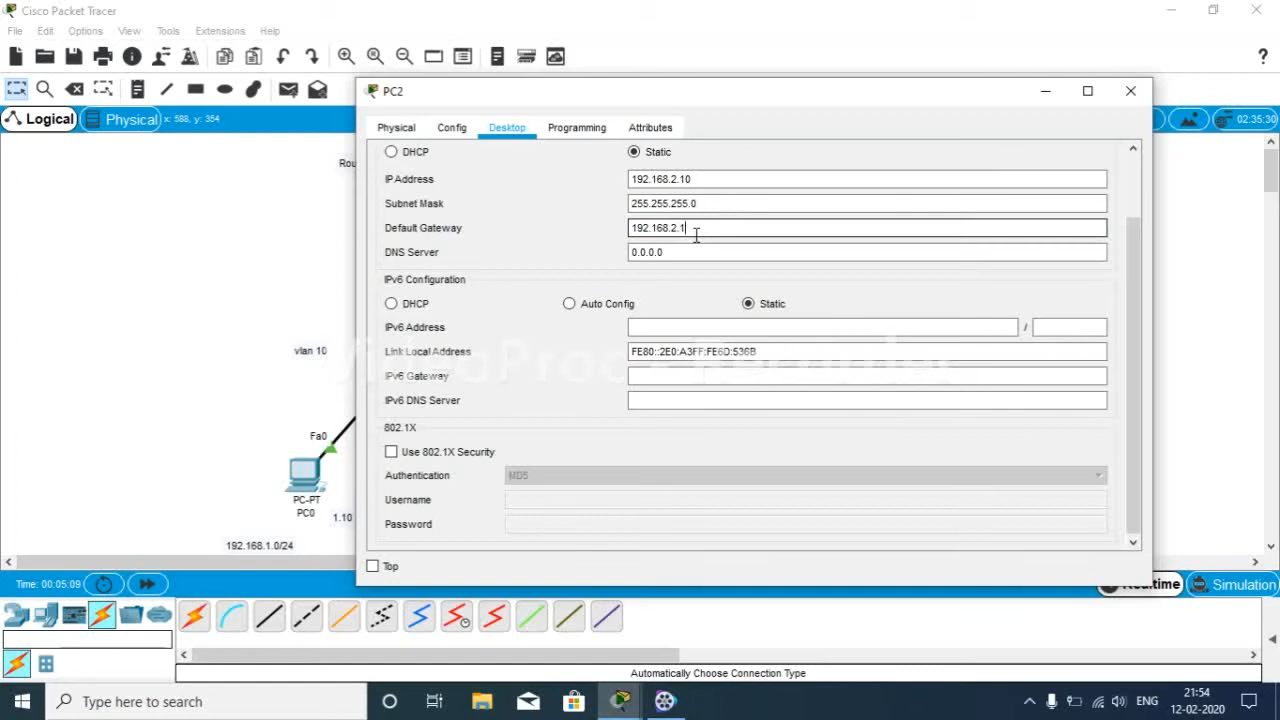 Cisco Packet Tracer
File Edit Options View Tools Extensions Help
PC2
Logical Physical x: 588, y: 354 02:35:30
Physical Config Desktop Programming Attributes
DHCP Static
Rou
IP Address 192.168.2.10
Subnet Mask 255.255.255.0
Default Gateway 192.168.2.1
DNS Server 0.0.0.0
IPv6 Configuration
DHCP Auto Config Static
IPv6 Address /
vlan 10
Link Local Address FE80::2E0:A3FF:FE6D:536B
IPv6 Gateway
IPv6 DNS Server
802.1X
Fa0
Use 802.1X Security
Authentication MD5
PC-PT
Username
PC0
1.10
Password
192.168.1.0/24
Top
Time: 00:05:09 Realtime Simulation
Automatically Choose Connection Type
Type here to search
ENG
21:54
12-02-2020